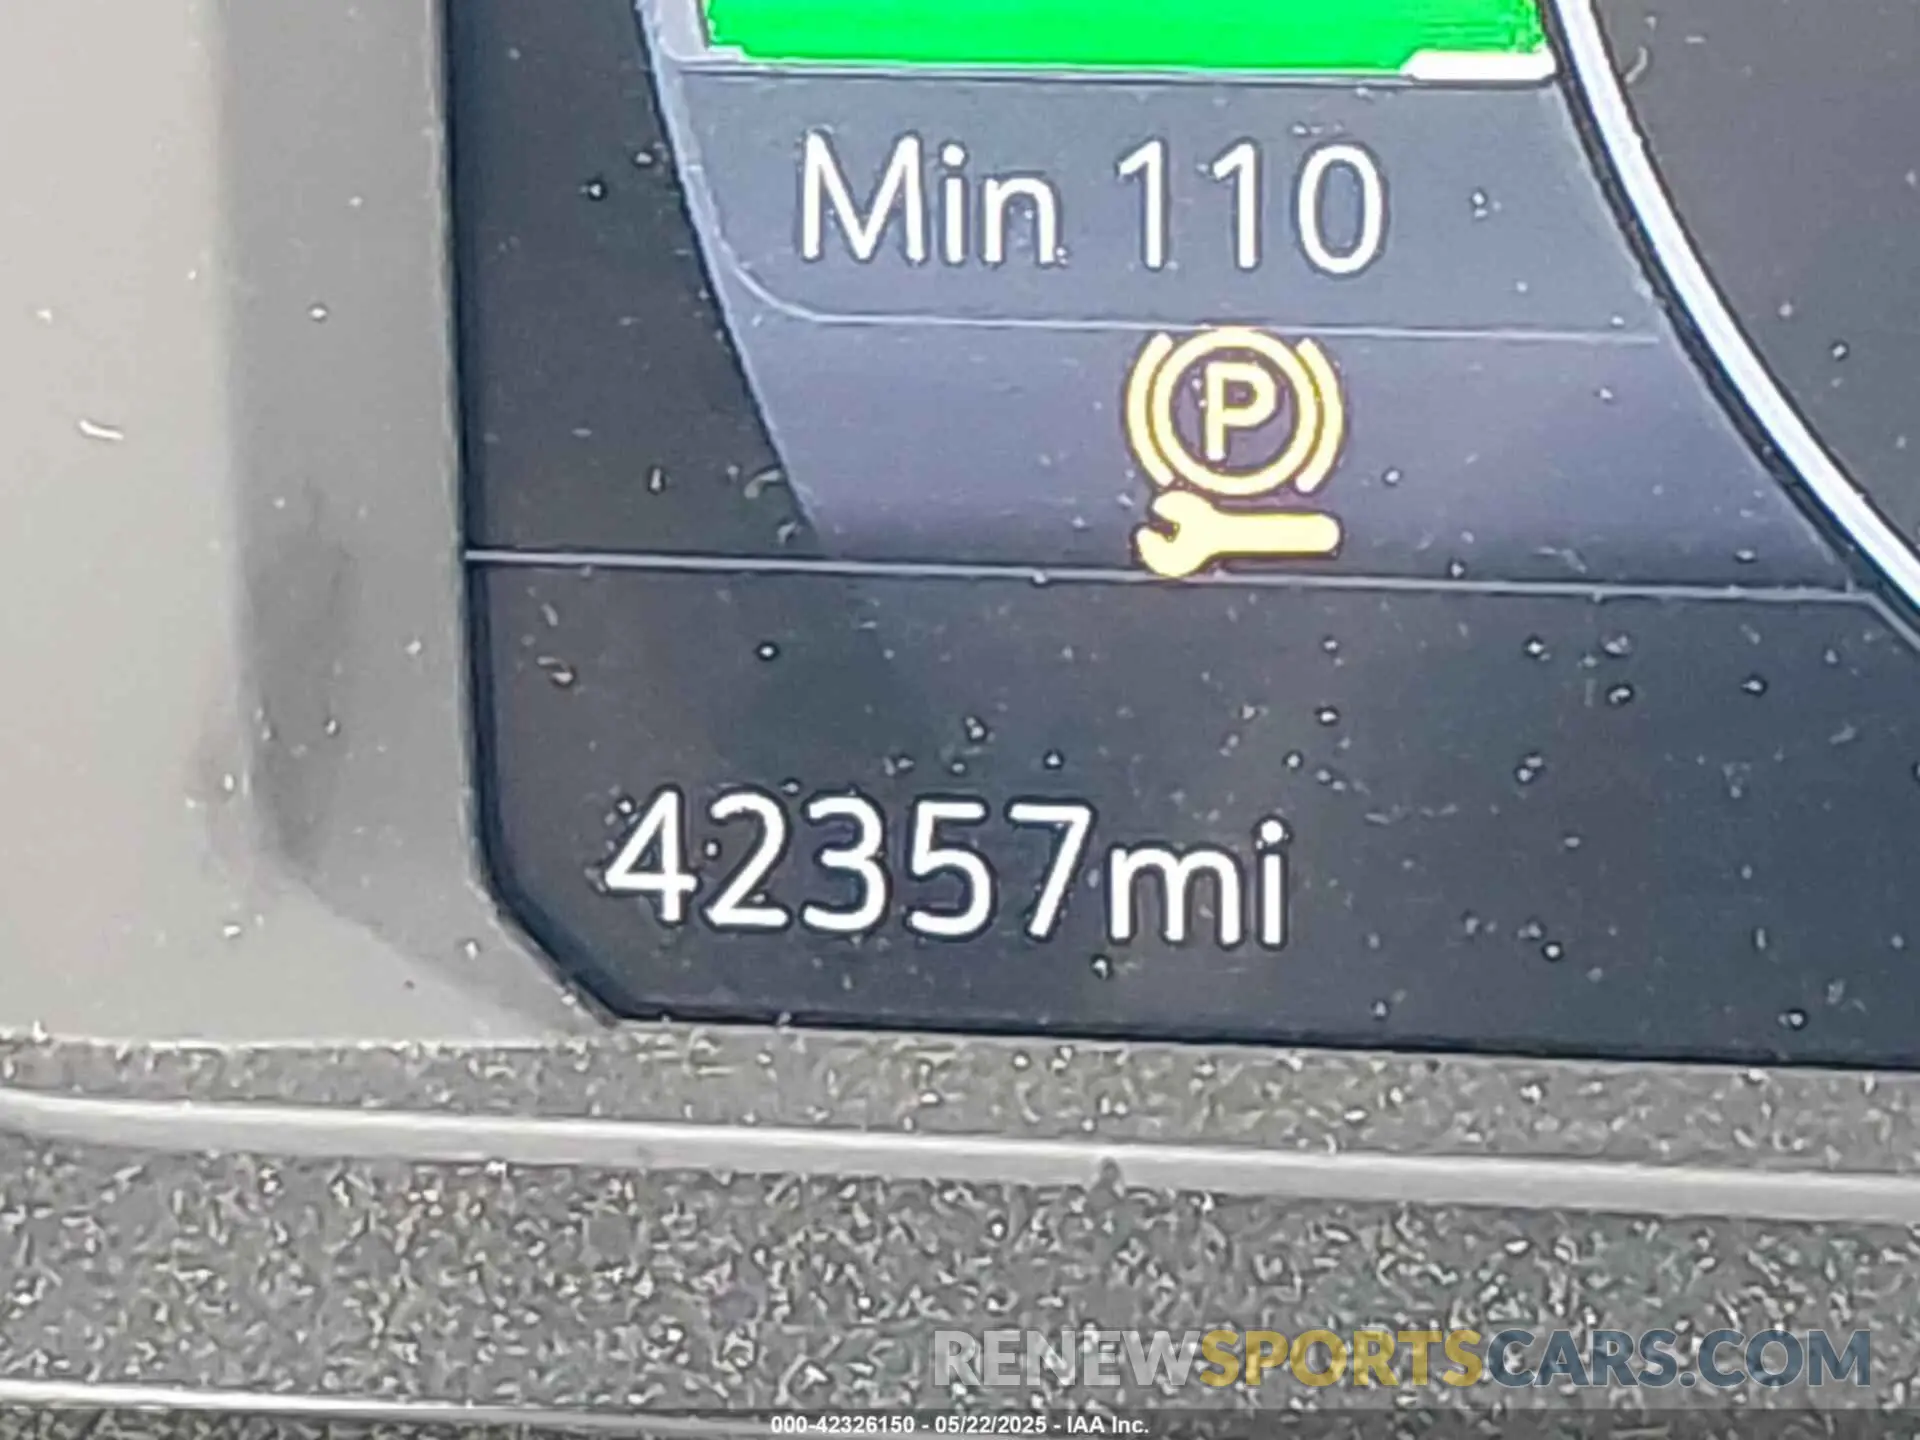 Min 110
P
42357mi
RENEWSPORTSCARS.COM
000-42326150 - 05/22/2025 - IAA Inc.